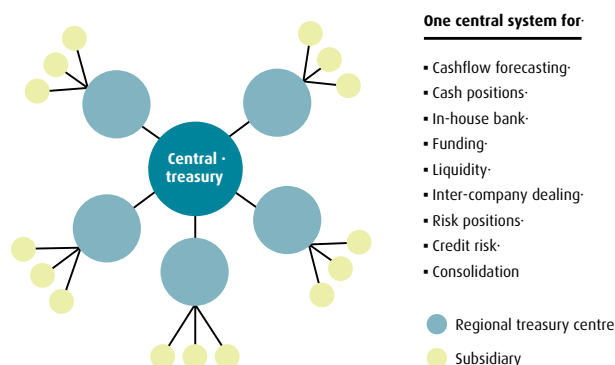 Central ·
treasury
One central system for·
▪ Cashflow forecasting·
▪ Cash positions·
▪ In-house bank·
▪ Funding·
▪ Liquidity·
▪ Inter-company dealing·
▪ Risk positions·
▪ Credit risk·
▪ Consolidation
Regional treasury centre
Subsidiary